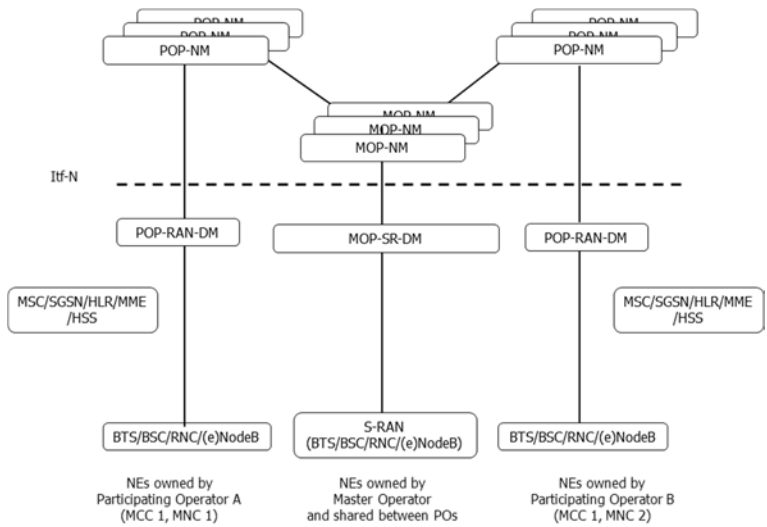 POP-NM
POP-NM
POP-NM
POP-NM
POP-NM
POP-NM
MOP-NM
MOP-NM
MOP-NM
Itf-N
POP-RAN-DM
MOP-SR-DM
POP-RAN-DM
MSC/SGSN/HLR/MME
/HSS
MSC/SGSN/HLR/MME
/HSS
BTS/BSC/RNC/(e)NodeB
S-RAN
(BTS/BSC/RNC/(e)NodeB)
BTS/BSC/RNC/(e)NodeB
NEs owned by
Participating Operator A
(MCC 1, MNC 1)
NEs owned by
Master Operator
and shared between POs
NEs owned by
Participating Operator B
(MCC 1, MNC 2)